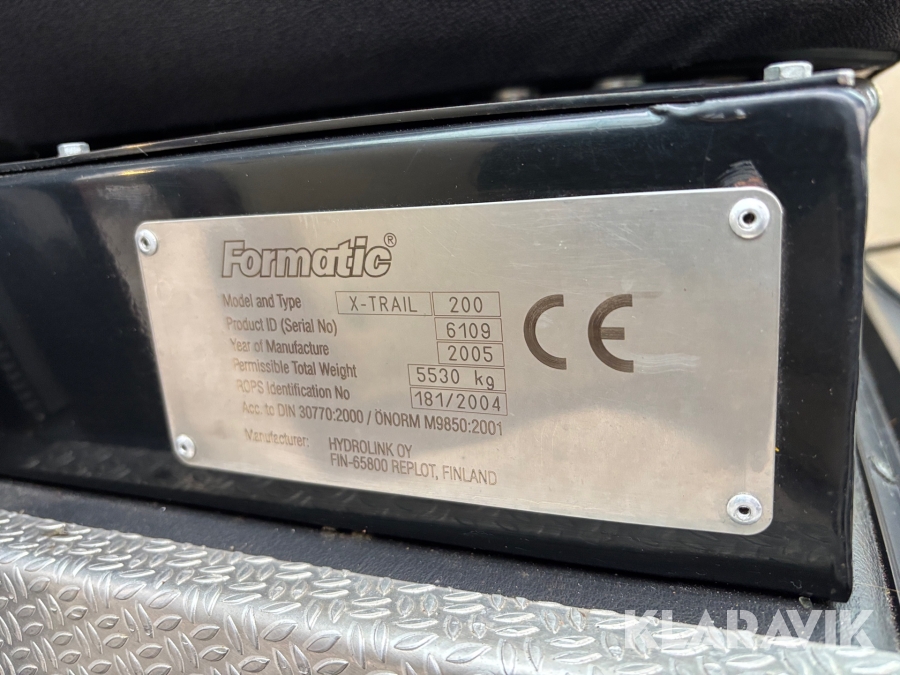 Formatic®
Model and Type X-TRAIL 200
Product ID (Serial No) 6109
Year of Manufacture 2005
Permissible Total Weight 5530 kg
ROPS Identification No 181/2004
Acc. to DIN 30770:2000 / ÖNORM M9850:2001
Manufacturer: HYDROLINK OY
FIN-65800 REPLOT, FINLAND
CE
KLARAVIK